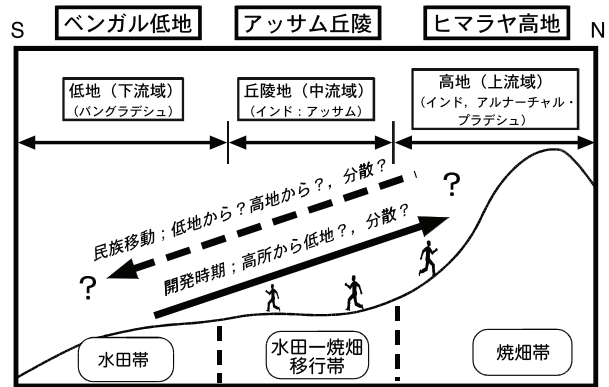 ベンガル低地
アッサム丘陵
ヒマラヤ高地
S
N
低地（下流域）
（バングラデシュ）
丘陵地（中流域）
（インド：アッサム）
高地（上流域）
（インド，アルナーチャル・
プラデシュ）
民族移動；低地から？高地から？，分散？
？
？
開発時期；高所から低地？，分散？
水田帯
水田ー焼畑
移行帯
焼畑帯